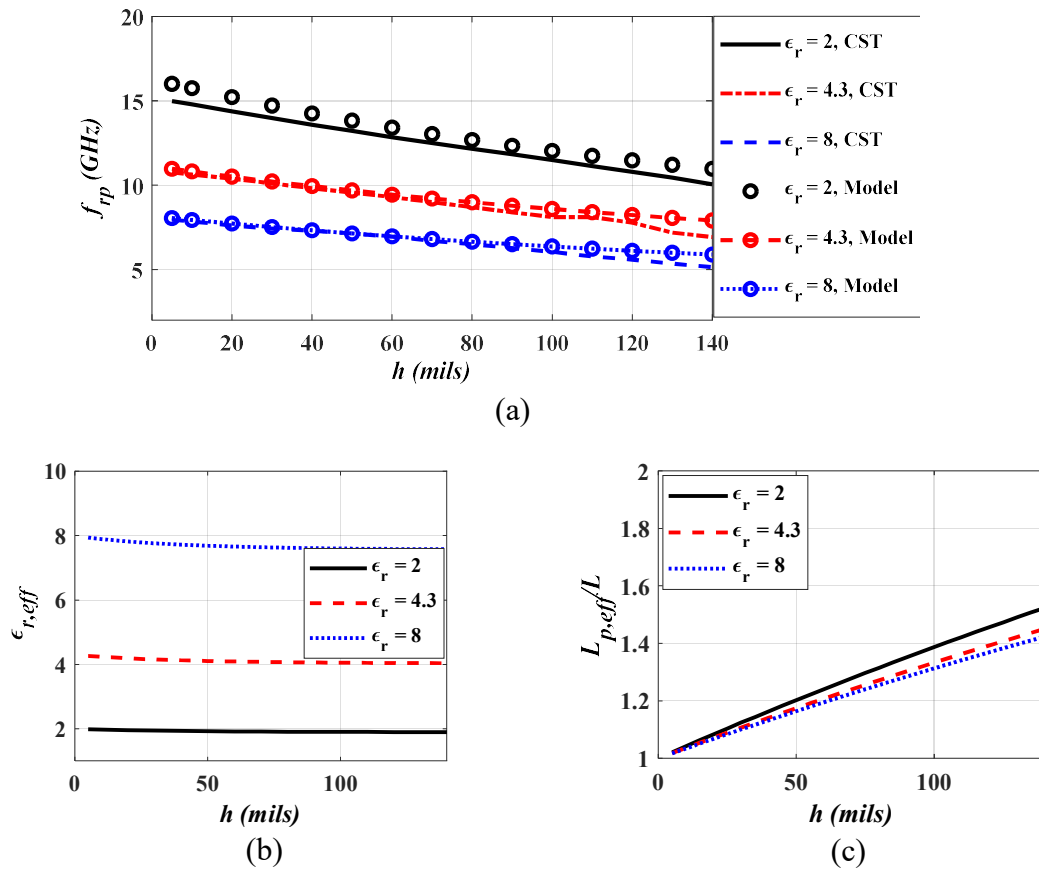 20
15
10
5
f_rp (GHz)
0 20 40 60 80 100 120 140
h (mils)
ϵ_r = 2, CST
ϵ_r = 4.3, CST
ϵ_r = 8, CST
ϵ_r = 2, Model
ϵ_r = 4.3, Model
ϵ_r = 8, Model
(a)
10
8
6
4
2
ϵ_r,eff
0 50 100
h (mils)
ϵ_r = 2
ϵ_r = 4.3
ϵ_r = 8
(b)
2
1.8
1.6
1.4
1.2
1
L_p,eff/L
0 50 100
h (mils)
ϵ_r = 2
ϵ_r = 4.3
ϵ_r = 8
(c)